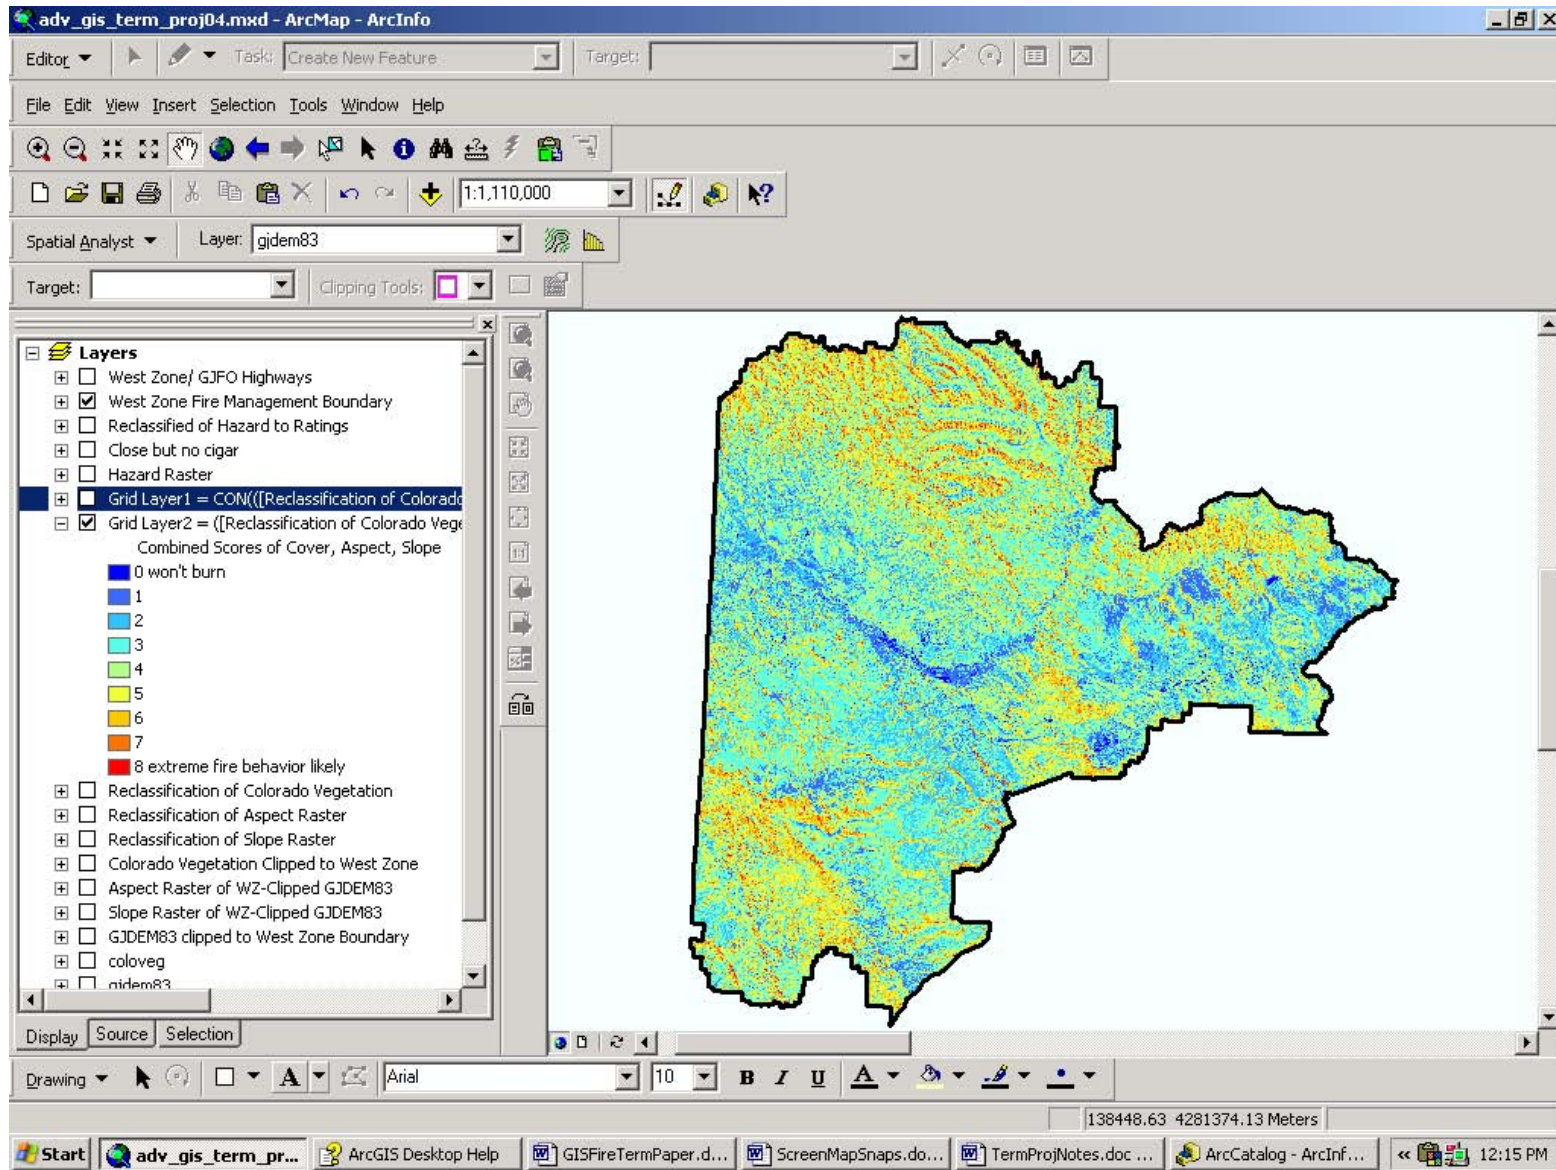 adv_gis_term_proj04.mxd - ArcMap - ArcInfo
Editor Task: Create New Feature Target:
File Edit View Insert Selection Tools Window Help
1:1,110,000
Spatial Analyst Layer: gjdem83
Target: Clipping Tools:
Layers
West Zone/ GJFO Highways
West Zone Fire Management Boundary
Reclassified of Hazard to Ratings
Close but no cigar
Hazard Raster
Grid Layer1 = CON(([Reclassification of Colorado
Grid Layer2 = ([Reclassification of Colorado Vege
Combined Scores of Cover, Aspect, Slope
0 won't burn
1
2
3
4
5
6
7
8 extreme fire behavior likely
Reclassification of Colorado Vegetation
Reclassification of Aspect Raster
Reclassification of Slope Raster
Colorado Vegetation Clipped to West Zone
Aspect Raster of WZ-Clipped GJDEM83
Slope Raster of WZ-Clipped GJDEM83
GJDEM83 clipped to West Zone Boundary
coloveg
gjdem83
1:1
Display Source Selection
Drawing A Arial 10 B I U A
138448.63 4281374.13 Meters
Start adv_gis_term_pr... ArcGIS Desktop Help GISFireTermPaper.d... ScreenMapSnaps.do... TermProjNotes.doc ... ArcCatalog - ArcInf... « 12:15 PM